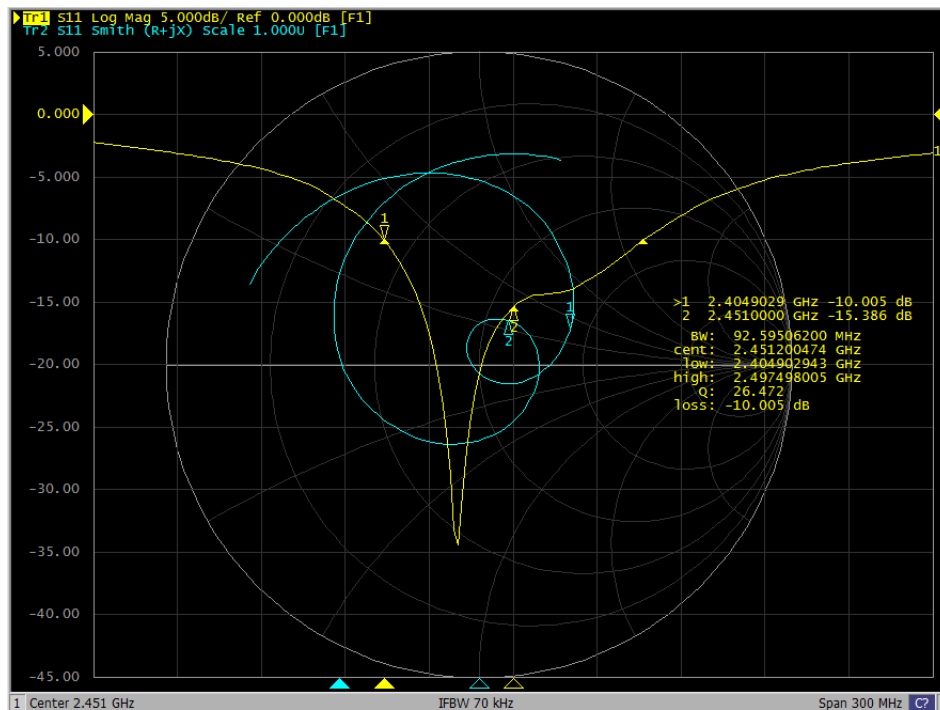 Tr1 S11 Log Mag 5.000dB/ Ref 0.000dB [F1]
Tr2 S11 Smith (R+jX) Scale 1.000U [F1]
5.000
0.000
-5.000
-10.00
-15.00
-20.00
-25.00
-30.00
-35.00
-40.00
-45.00
1
1
1
2
2
>1 2.4049029 GHz -10.005 dB
2 2.4510000 GHz -15.386 dB
BW: 92.59506200 MHz
cent: 2.451200474 GHz
low: 2.404902943 GHz
high: 2.497498005 GHz
Q: 26.472
loss: -10.005 dB
1 Center 2.451 GHz IFBW 70 kHz Span 300 MHz C?